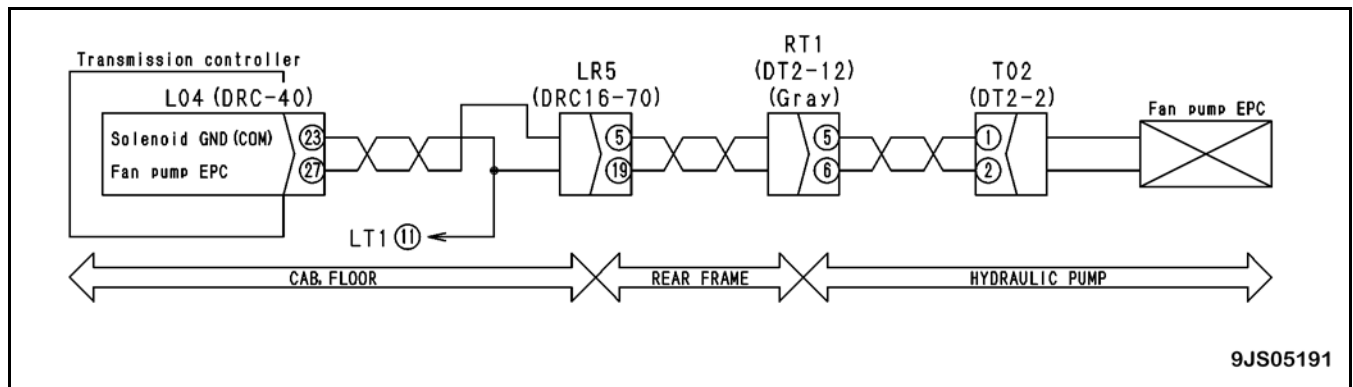 Transmission controller
L04 (DRC-40)
Solenoid GND (COM) 23
Fan pump EPC 27
LT1 11
LR5
(DRC16-70)
5
19
RT1
(DT2-12)
(Gray)
5
6
T02
(DT2-2)
1
2
Fan pump EPC
CAB. FLOOR
REAR FRAME
HYDRAULIC PUMP
9JS05191